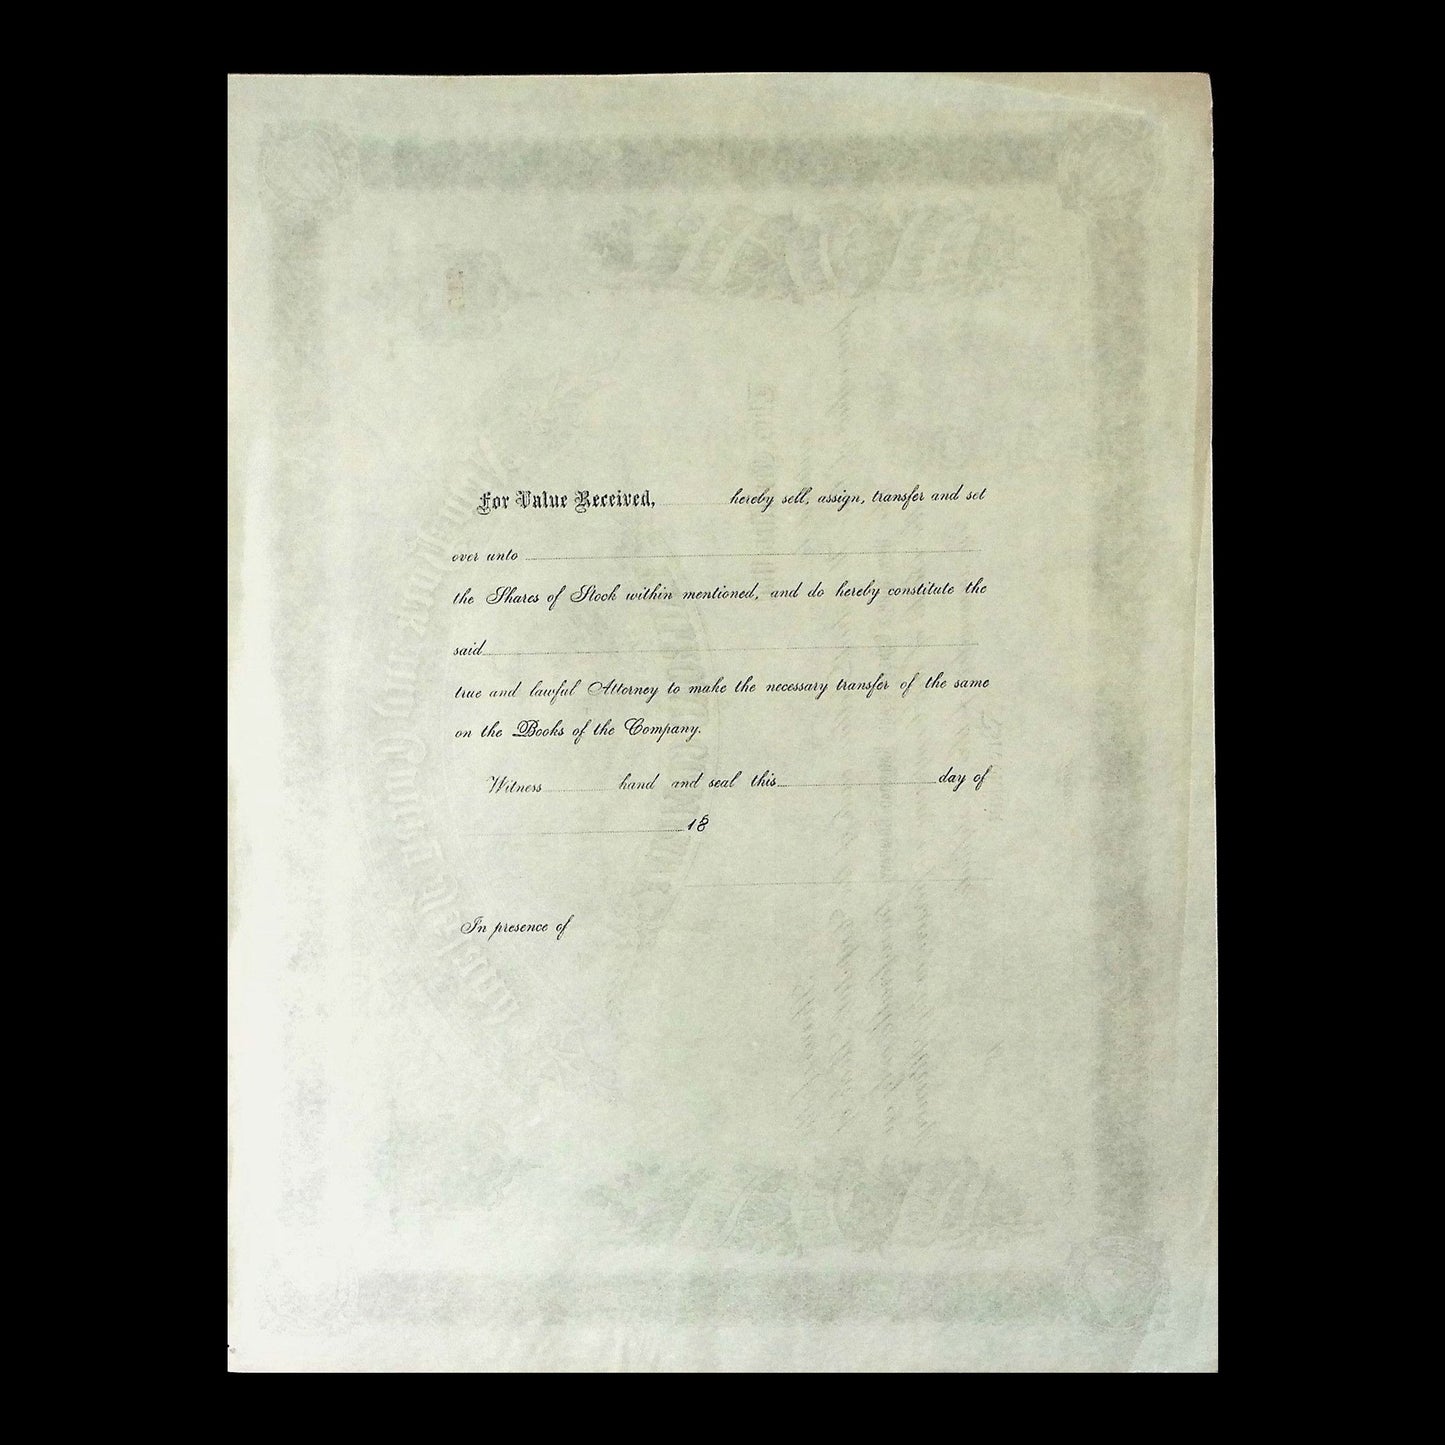 For Value Received, hereby sell, assign, transfer and set
over unto
the Shares of Stock within mentioned, and do hereby constitute the
said
true and lawful Attorney to make the necessary transfer of the same
on the Books of the Company.
Witness hand and seal this day of
18
In presence of